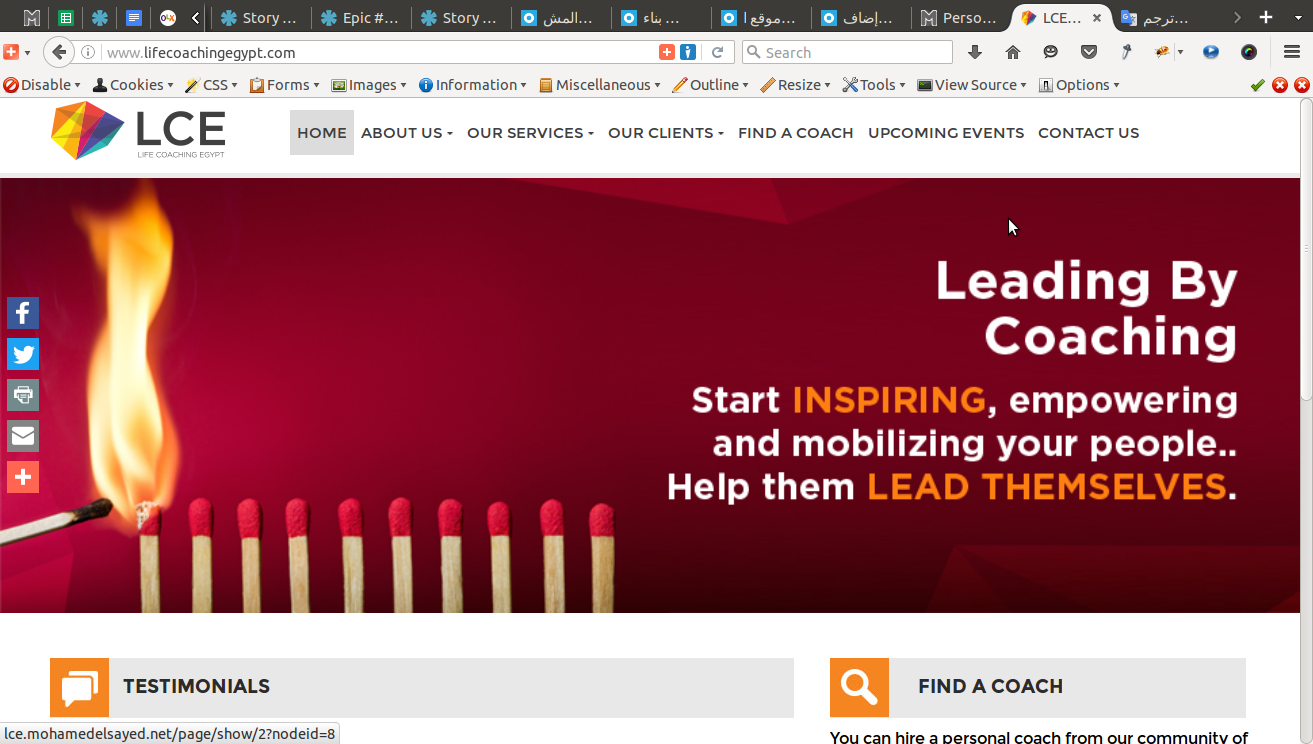 Story ...
Epic #...
Story ...
المش...
بناء ...
موقع ا...
إضاف...
Perso...
LCE...
ترجم...
www.lifecoachingegypt.com
Search
Disable
Cookies
CSS
Forms
Images
Information
Miscellaneous
Outline
Resize
Tools
View Source
Options
LCE
LIFE COACHING EGYPT
HOME
ABOUT US
OUR SERVICES
OUR CLIENTS
FIND A COACH
UPCOMING EVENTS
CONTACT US
Leading By
Coaching
Start INSPIRING, empowering
and mobilizing your people..
Help them LEAD THEMSELVES.
TESTIMONIALS
FIND A COACH
You can hire a personal coach from our community of
lce.mohamedelsayed.net/page/show/2?nodeid=8